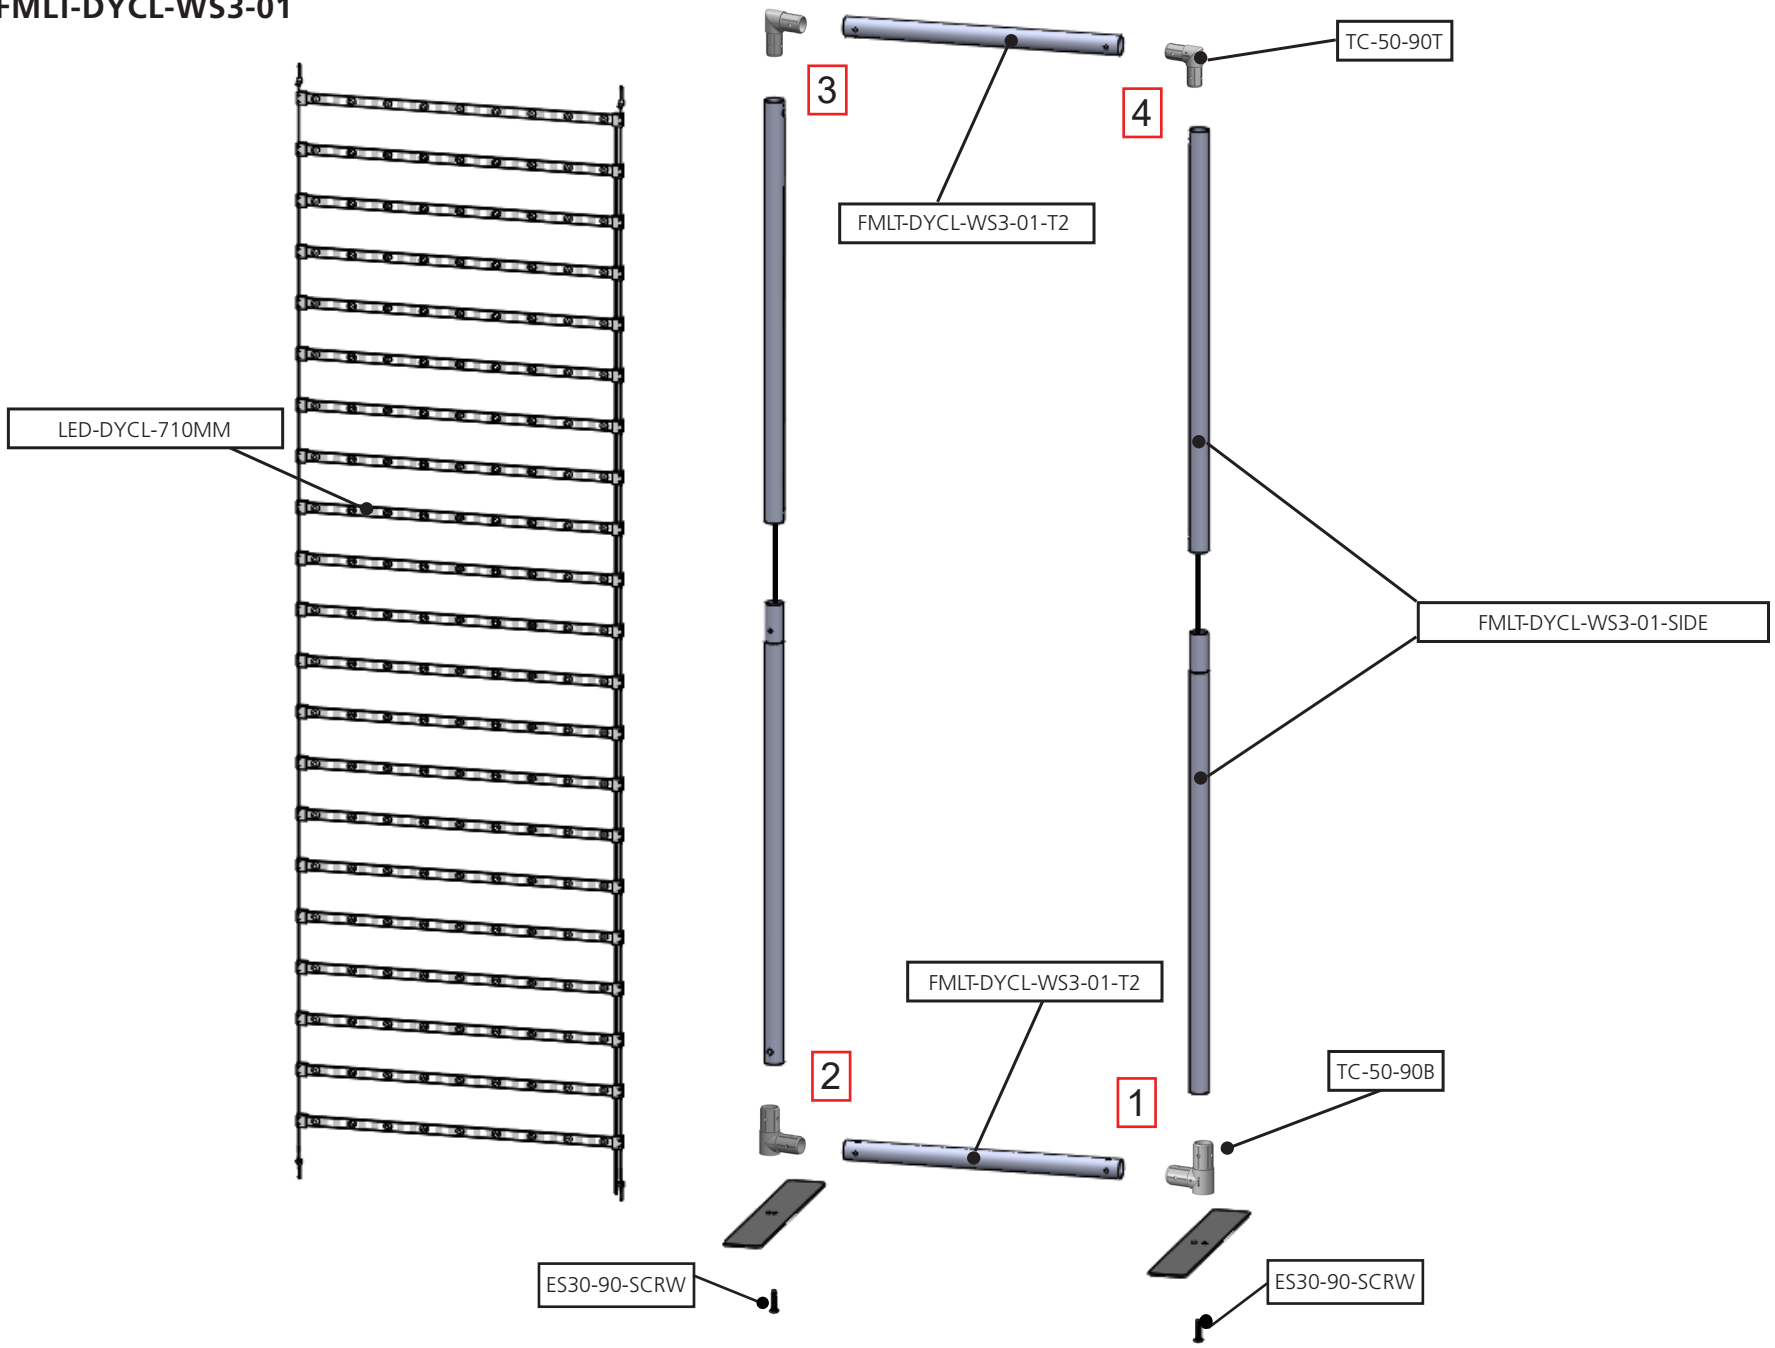 FMLT-DYCL-WS3-01
TC-50-90T
3
4
FMLT-DYCL-WS3-01-T2
LED-DYCL-710MM
FMLT-DYCL-WS3-01-SIDE
FMLT-DYCL-WS3-01-T2
2
1
TC-50-90B
ES30-90-SCRW
ES30-90-SCRW